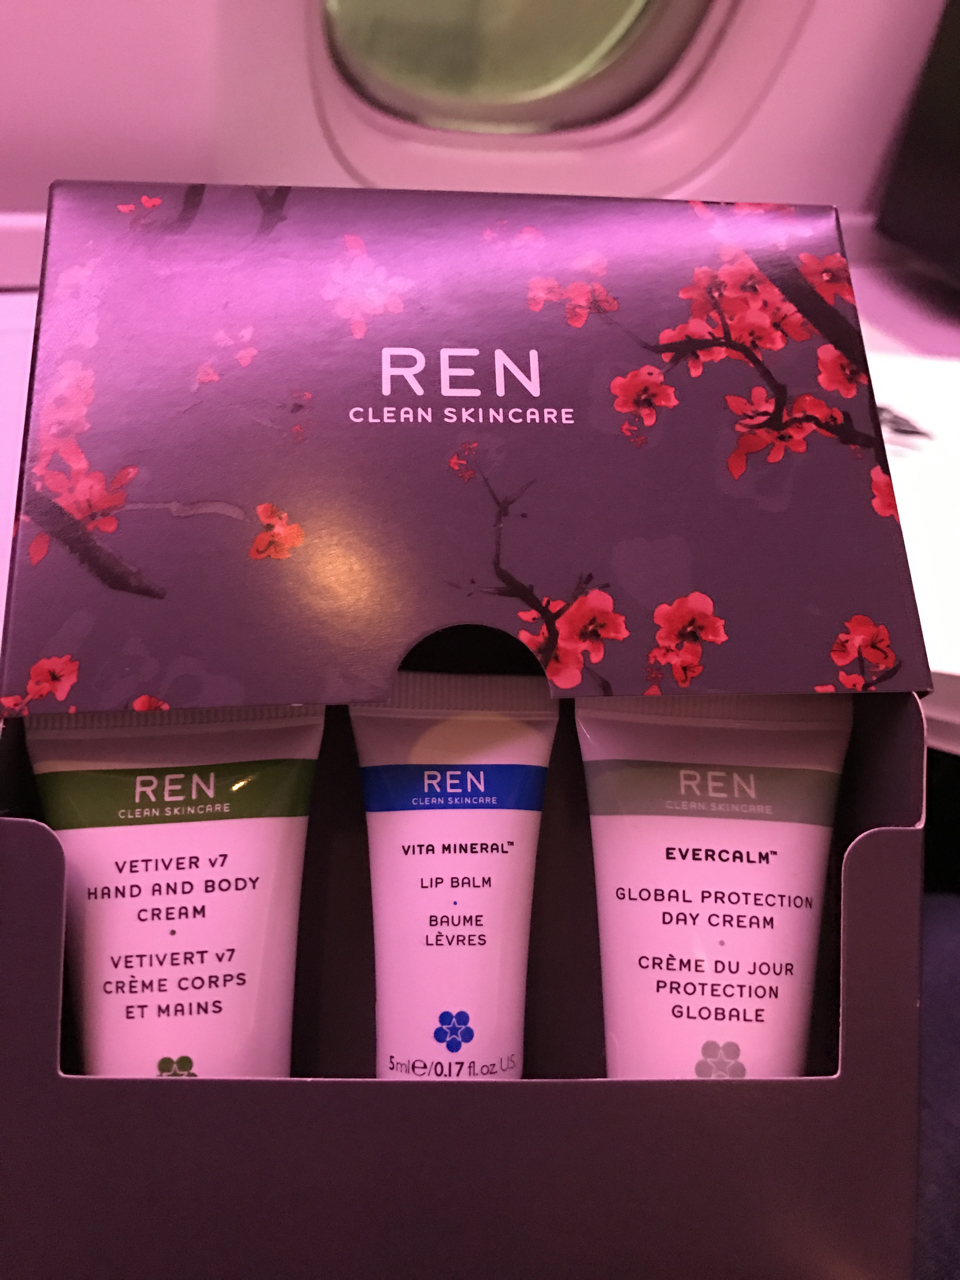 REN
CLEAN SKINCARE
REN
CLEAN SKINCARE
VETIVER v7
HAND AND BODY
CREAM
VETIVERT v7
CRÈME CORPS
ET MAINS
REN
CLEAN SKINCARE
VITA MINERAL™
LIP BALM
BAUME
LÈVRES
5ml℮/0.17 fl.oz U.S.
REN
CLEAN SKINCARE
EVERCALM™
GLOBAL PROTECTION
DAY CREAM
CRÈME DU JOUR
PROTECTION
GLOBALE